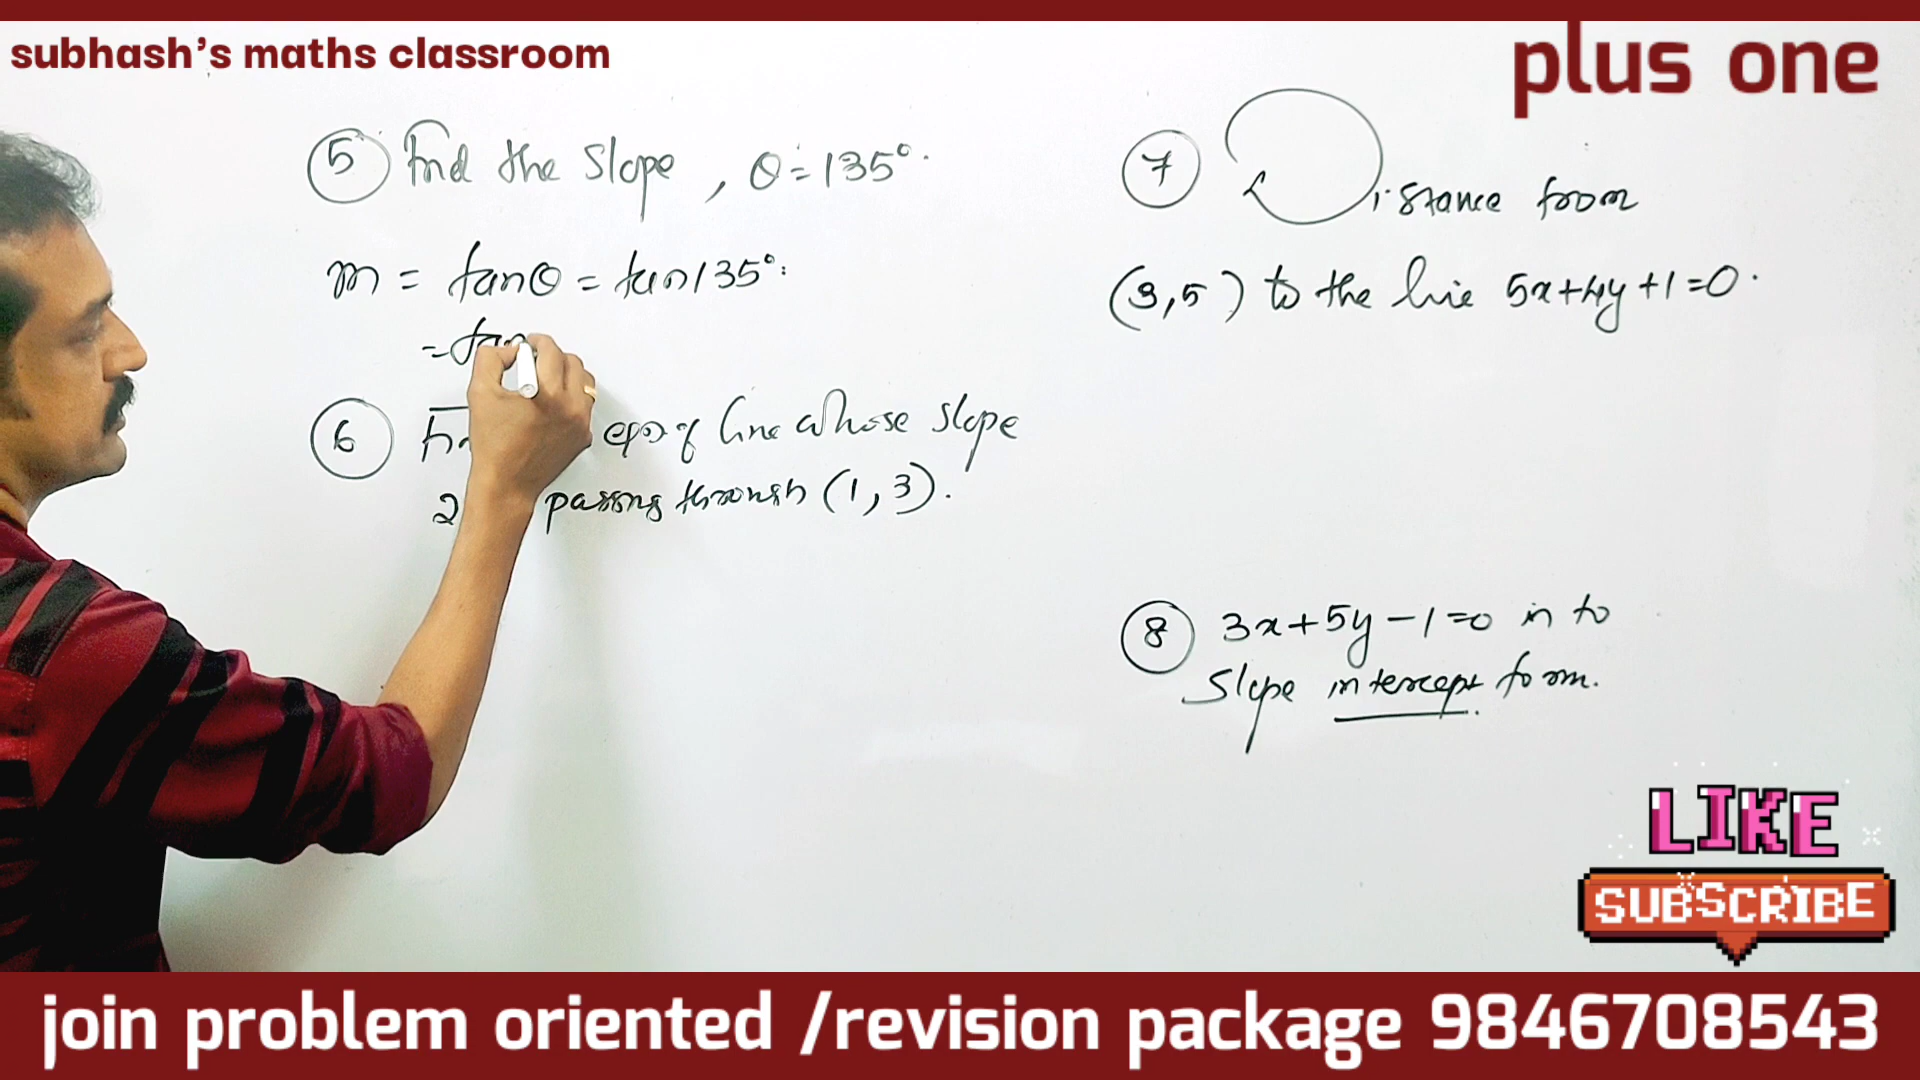 subhash's maths classroom
plus one
5 Find the Slope, θ = 135°.
m = tanθ = tan135°
= tan
6 eqn of line whose slope
2 passing through (1, 3).
7 Distance from
(3,5) to the line 5x+4y+1=0.
8 3x+5y-1=0 in to
Slope intercept form.
LIKE
SUBSCRIBE
join problem oriented /revision package 9846708543